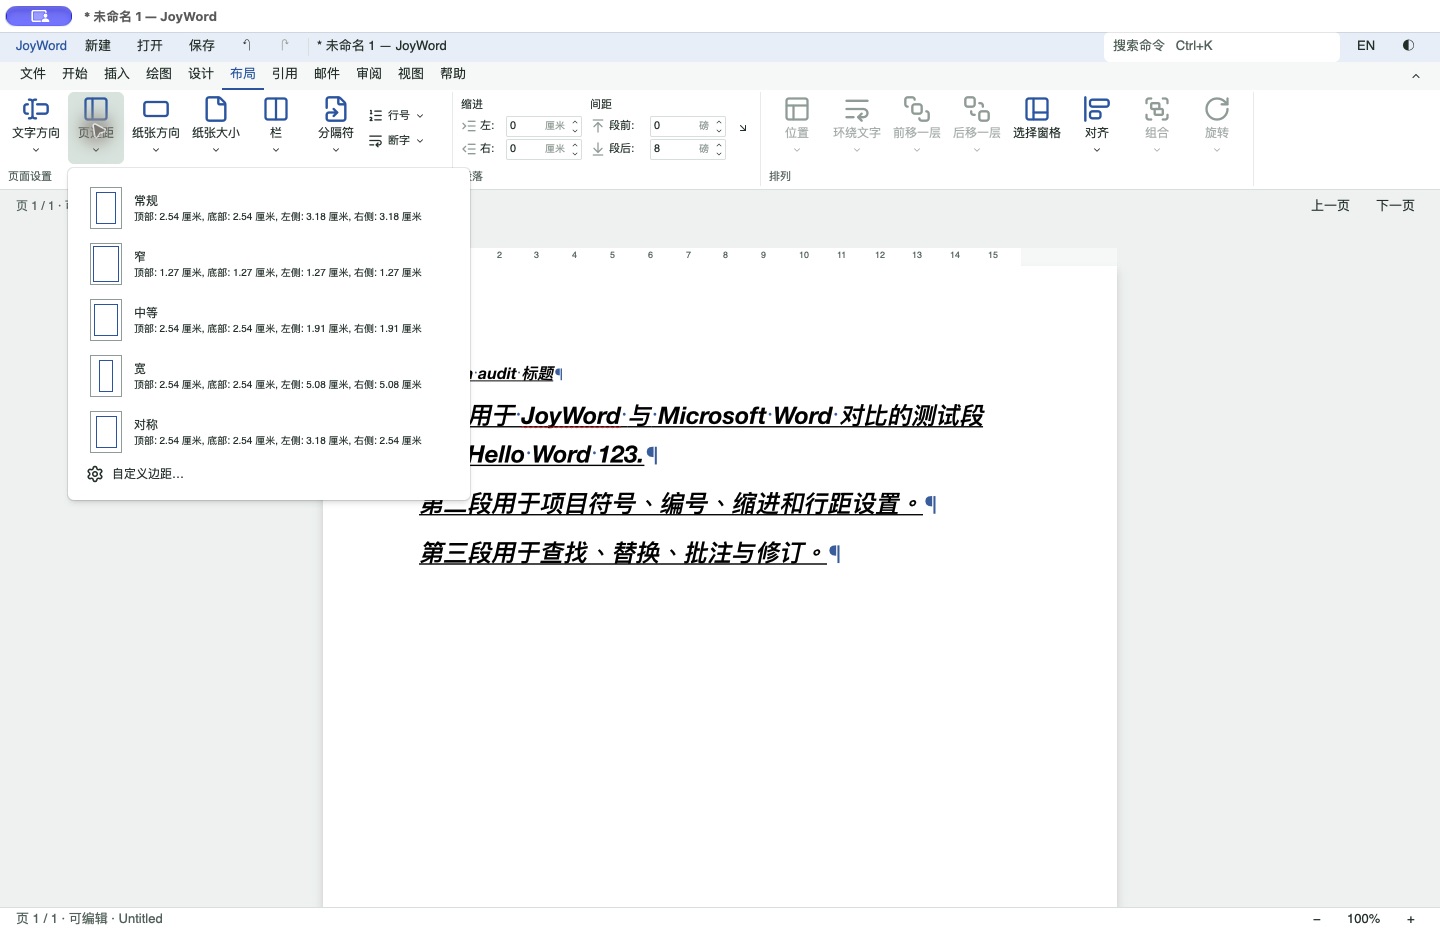 * 未命名 1 — JoyWord
JoyWord 新建 打开 保存 * 未命名 1 — JoyWord 搜索命令 Ctrl+K EN
文件 开始 插入 绘图 设计 布局 引用 邮件 审阅 视图 帮助
文字方向 纸张方向 纸张大小 栏 分隔符
行号
断字
缩进 间距
左: 0 厘米 段前: 0 磅
右: 0 厘米 段后: 8 磅
位置 环绕文字 前移一层 后移一层 选择窗格 对齐 组合 旋转
页面设置 落 排列
页 1 / 1 · 上一页 下一页
常规
顶部: 2.54 厘米, 底部: 2.54 厘米, 左侧: 3.18 厘米, 右侧: 3.18 厘米
窄
顶部: 1.27 厘米, 底部: 1.27 厘米, 左侧: 1.27 厘米, 右侧: 1.27 厘米
中等
顶部: 2.54 厘米, 底部: 2.54 厘米, 左侧: 1.91 厘米, 右侧: 1.91 厘米
宽
顶部: 2.54 厘米, 底部: 2.54 厘米, 左侧: 5.08 厘米, 右侧: 5.08 厘米
对称
顶部: 2.54 厘米, 底部: 2.54 厘米, 左侧: 3.18 厘米, 右侧: 2.54 厘米
自定义边距...
2 3 4 5 6 7 8 9 10 11 12 13 14 15
audit·标题¶
用于·JoyWord·与·Microsoft·Word·对比的测试段
Hello·Word·123.¶
第二段用于项目符号、编号、缩进和行距设置。¶
第三段用于查找、替换、批注与修订。¶
页 1 / 1 · 可编辑 · Untitled − 100% +